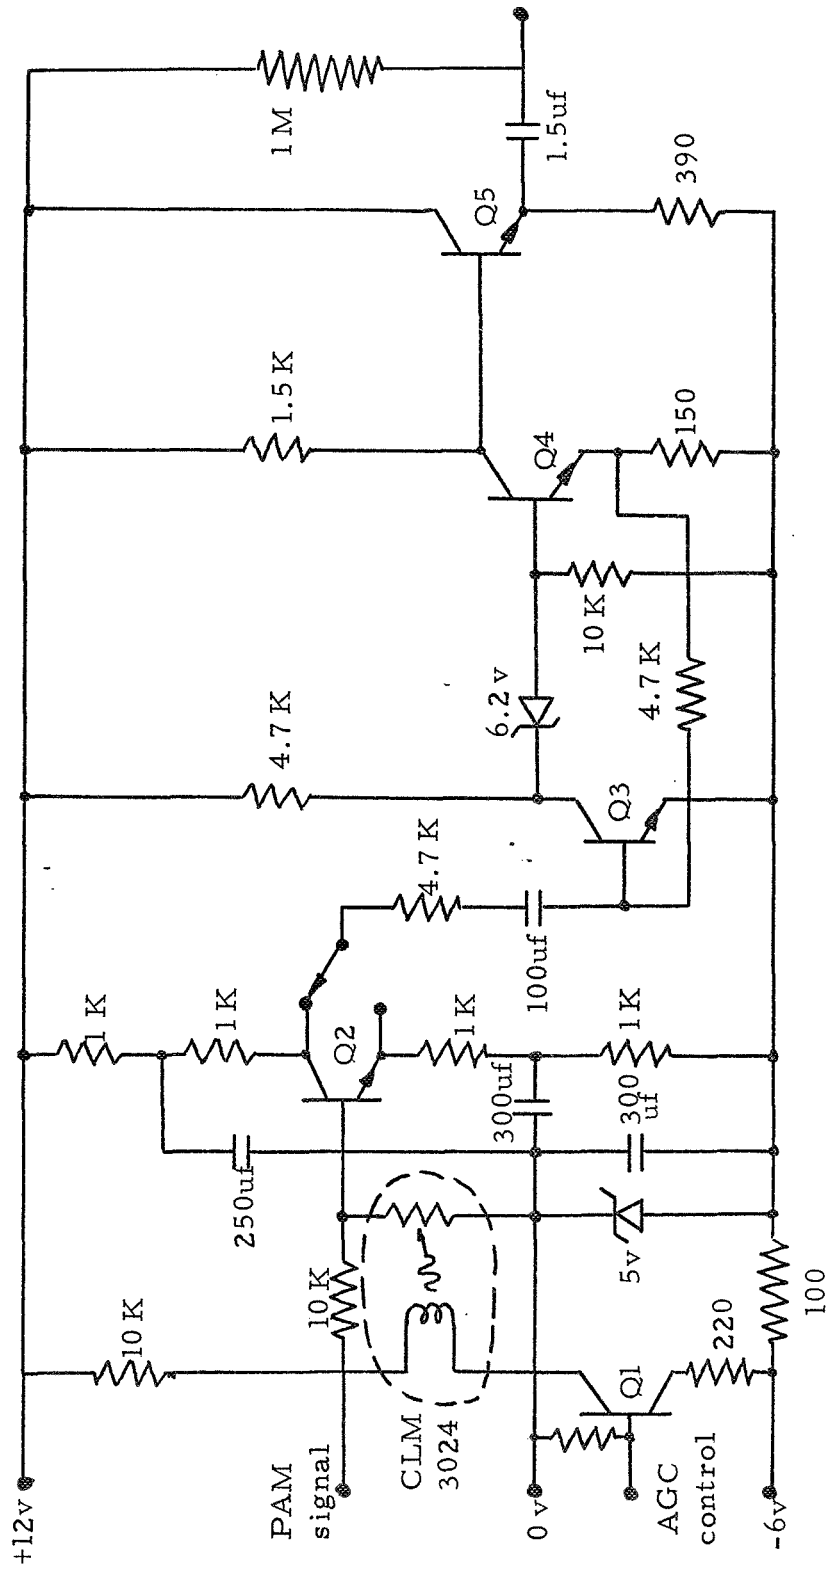 +12v
PAM
signal
0 v
AGC
control
-6v
10 K
10 K
CLM
3024
Q1
220
100
5v
250uf
300uf
300
uf
1 K
1 K
Q2
1 K
1 K
4.7 K
100uf
4.7 K
Q3
6.2 v
4.7 K
10 K
1.5 K
Q4
150
Q5
1 M
1.5uf
390